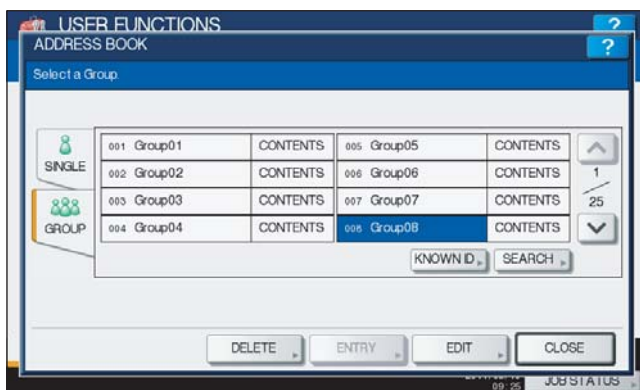 USER FUNCTIONS ?
ADDRESS BOOK ?
Select a Group.
SINGLE
GROUP
001 Group01 CONTENTS 005 Group05 CONTENTS
002 Group02 CONTENTS 006 Group06 CONTENTS
003 Group03 CONTENTS 007 Group07 CONTENTS
004 Group04 CONTENTS 008 Group08 CONTENTS
1
25
KNOWN ID SEARCH
DELETE ENTRY EDIT CLOSE
09:25 JOB STATUS